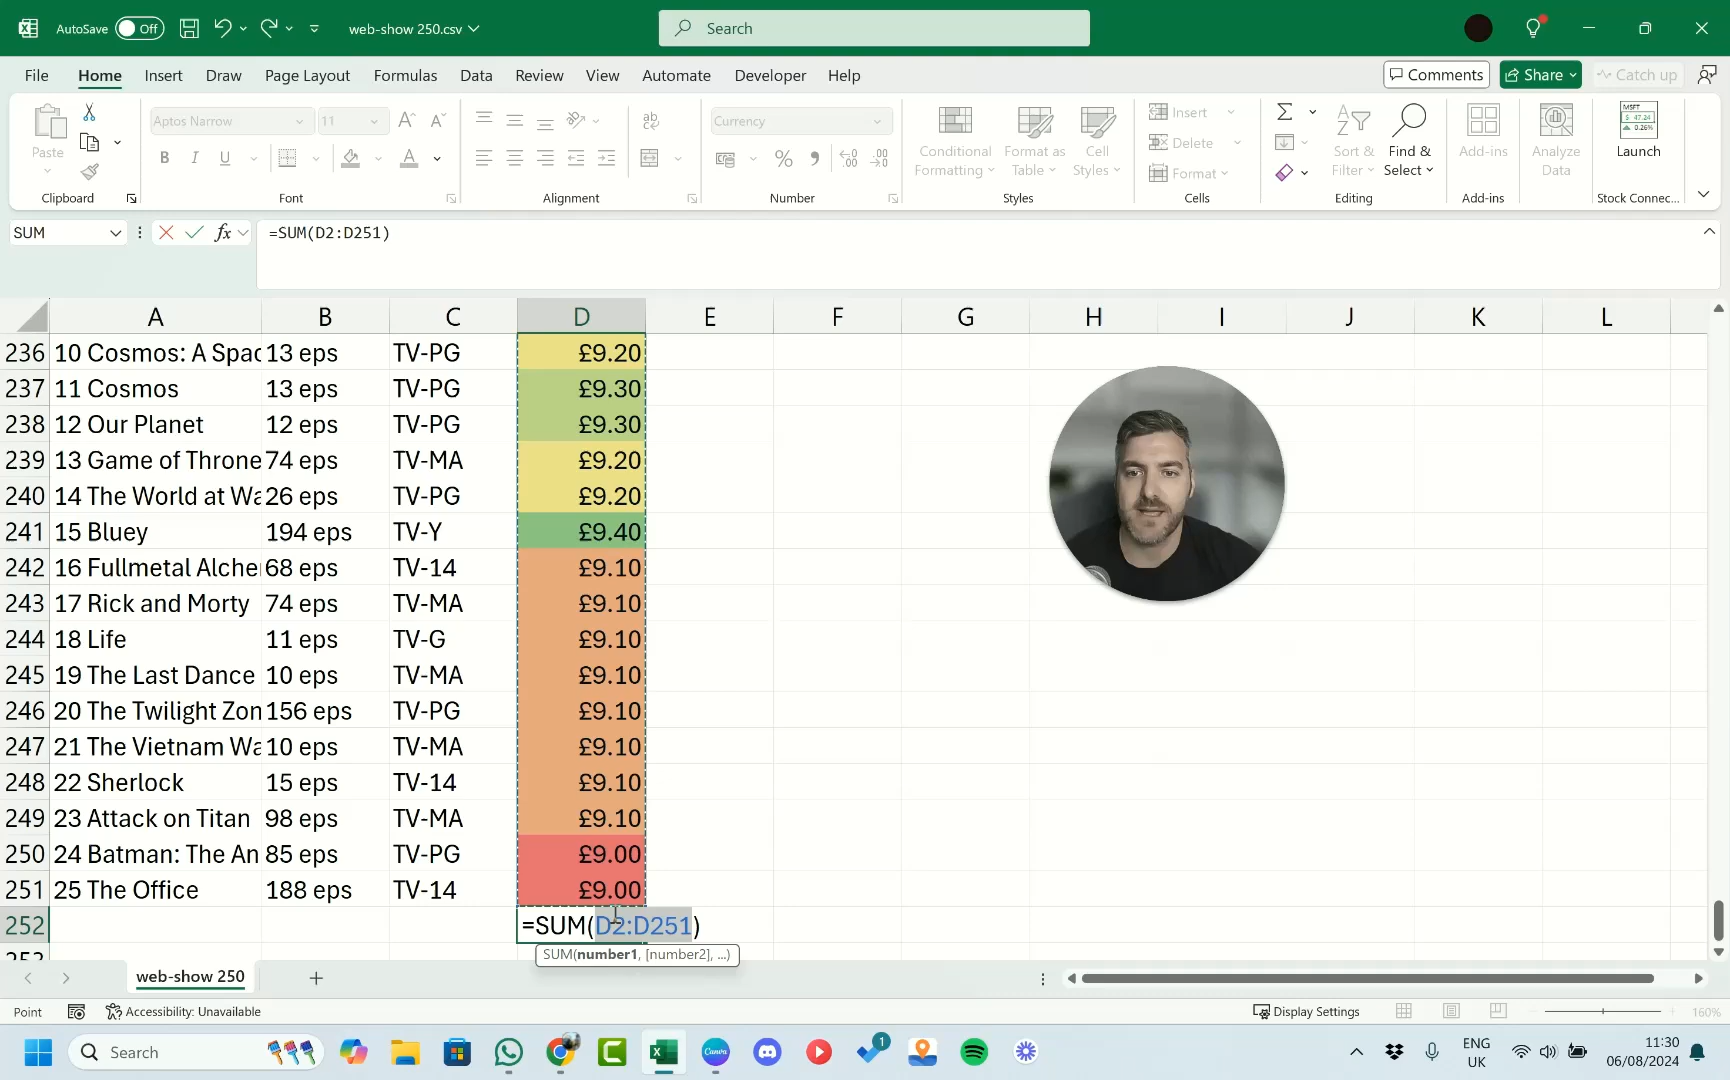 AutoSave Off web-show 250.csv Search
File Home Insert Draw Page Layout Formulas Data Review View Automate Developer Help Comments Share Catch up
Paste Aptos Narrow 11 Currency Conditional Formatting Format as Table Cell Styles Insert Delete Format Sort & Filter Find & Select Add-ins Analyze Data MSFT $ 47.24 0.26% Launch
B I U ab % .00
Clipboard Font Alignment Number Styles Cells Editing Add-ins Stock Connec...
SUM fx =SUM(D2:D251)
A B C D E F G H I J K L
236 10 Cosmos: A Spac 13 eps TV-PG £9.20
237 11 Cosmos 13 eps TV-PG £9.30
238 12 Our Planet 12 eps TV-PG £9.30
239 13 Game of Throne 74 eps TV-MA £9.20
240 14 The World at Wa 26 eps TV-PG £9.20
241 15 Bluey 194 eps TV-Y £9.40
242 16 Fullmetal Alche 68 eps TV-14 £9.10
243 17 Rick and Morty 74 eps TV-MA £9.10
244 18 Life 11 eps TV-G £9.10
245 19 The Last Dance 10 eps TV-MA £9.10
246 20 The Twilight Zon 156 eps TV-PG £9.10
247 21 The Vietnam Wa 10 eps TV-MA £9.10
248 22 Sherlock 15 eps TV-14 £9.10
249 23 Attack on Titan 98 eps TV-MA £9.10
250 24 Batman: The An 85 eps TV-PG £9.00
251 25 The Office 188 eps TV-14 £9.00
252 =SUM(D2:D251)
SUM(number1, [number2], ...)
web-show 250
Point Accessibility: Unavailable Display Settings 160%
Search Canva 1 ENG UK 11:30 06/08/2024